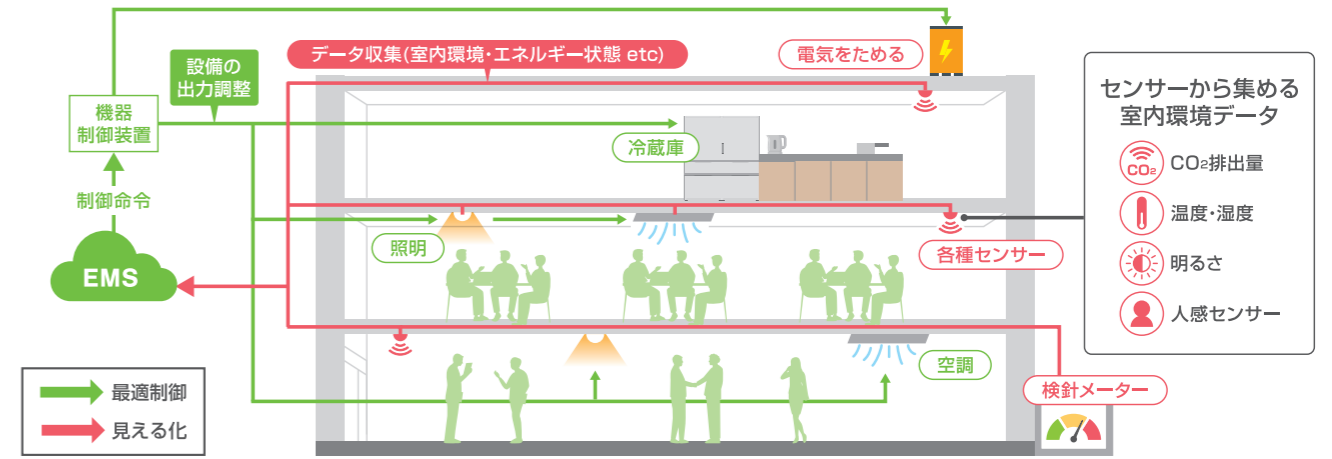 データ収集(室内環境・エネルギー状態 etc)
電気をためる
設備の
出力調整
機器
制御装置
制御命令
EMS
冷蔵庫
照明
各種センサー
空調
検針メーター
センサーから集める
室内環境データ
CO₂
CO₂排出量
温度・湿度
明るさ
人感センサー
最適制御
見える化